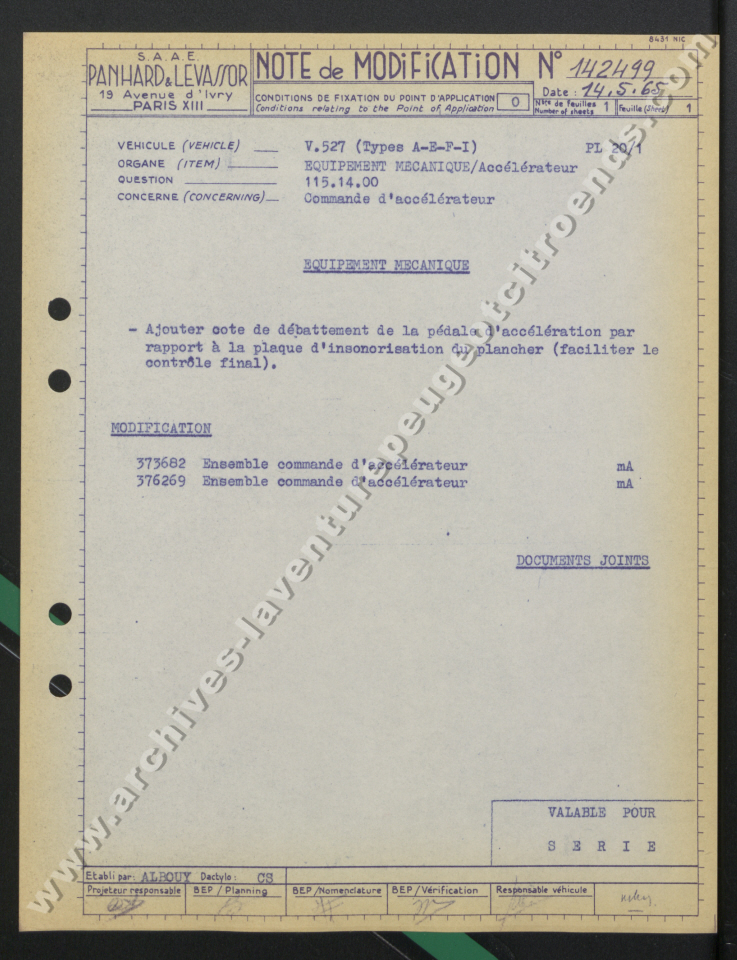 8431 NIC
S.A.A.E.
PANHARD & LEVASSOR
19 Avenue d'Ivry
PARIS XIII
NOTE de MODIFICATION N° 142499
CONDITIONS DE FIXATION DU POINT D'APPLICATION
Conditions relating to the Point of Application
0
Date : 14.5.65
Nbre de feuilles 1
Number of sheets
Feuille (Sheet) 1
VÉHICULE (VEHICLE) V.527 (Types A-E-F-I) PL 20/1
ORGANE (ITEM) EQUIPEMENT MECANIQUE/Accélérateur
QUESTION 115.14.00
CONCERNE (CONCERNING) Commande d'accélérateur
EQUIPEMENT MECANIQUE
- Ajouter cote de débattement de la pédale d'accélération par
rapport à la plaque d'insonorisation du plancher (faciliter le
contrôle final).
MODIFICATION
373682 Ensemble commande d'accélérateur mA
376269 Ensemble commande d'accélérateur mA
DOCUMENTS JOINTS
VALABLE POUR
S E R I E
Etabli par: ALBOUY Dactylo: CS
Projeteur responsable BEP / Planning BEP /Nomenclature BEP /Vérification Responsable véhicule
www.archives-laventurepeugeotcitroends.com